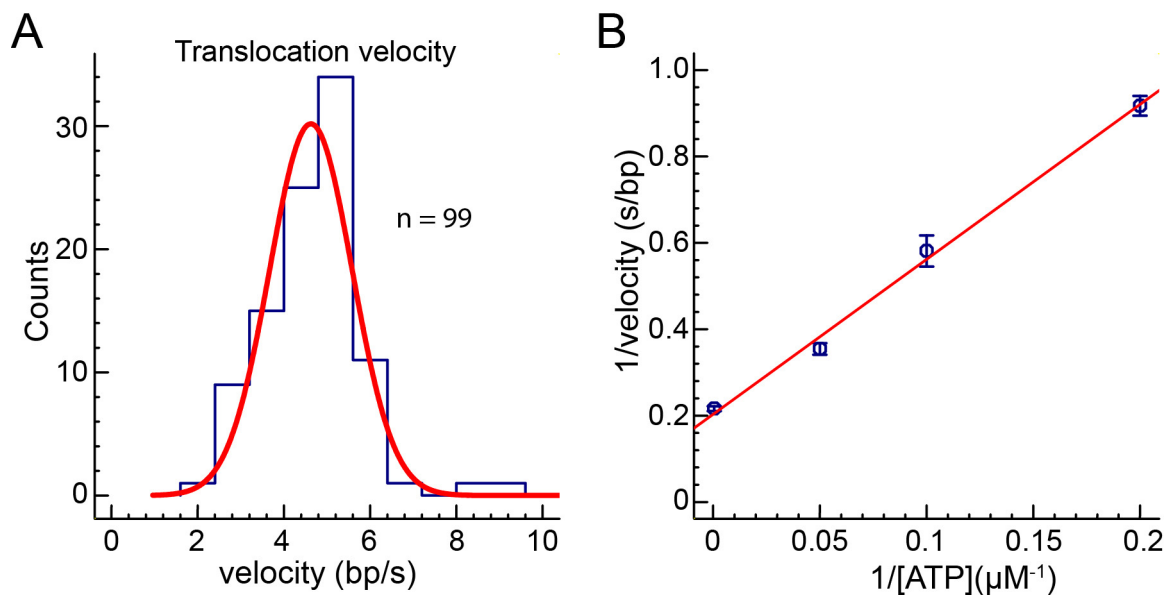 A
Translocation velocity
Counts
30
20
10
0
n = 99
0 2 4 6 8 10
velocity (bp/s)
B
1/velocity (s/bp)
1.0
0.8
0.6
0.4
0.2
0
0 0.05 0.1 0.15 0.2
1/[ATP](µM⁻¹)